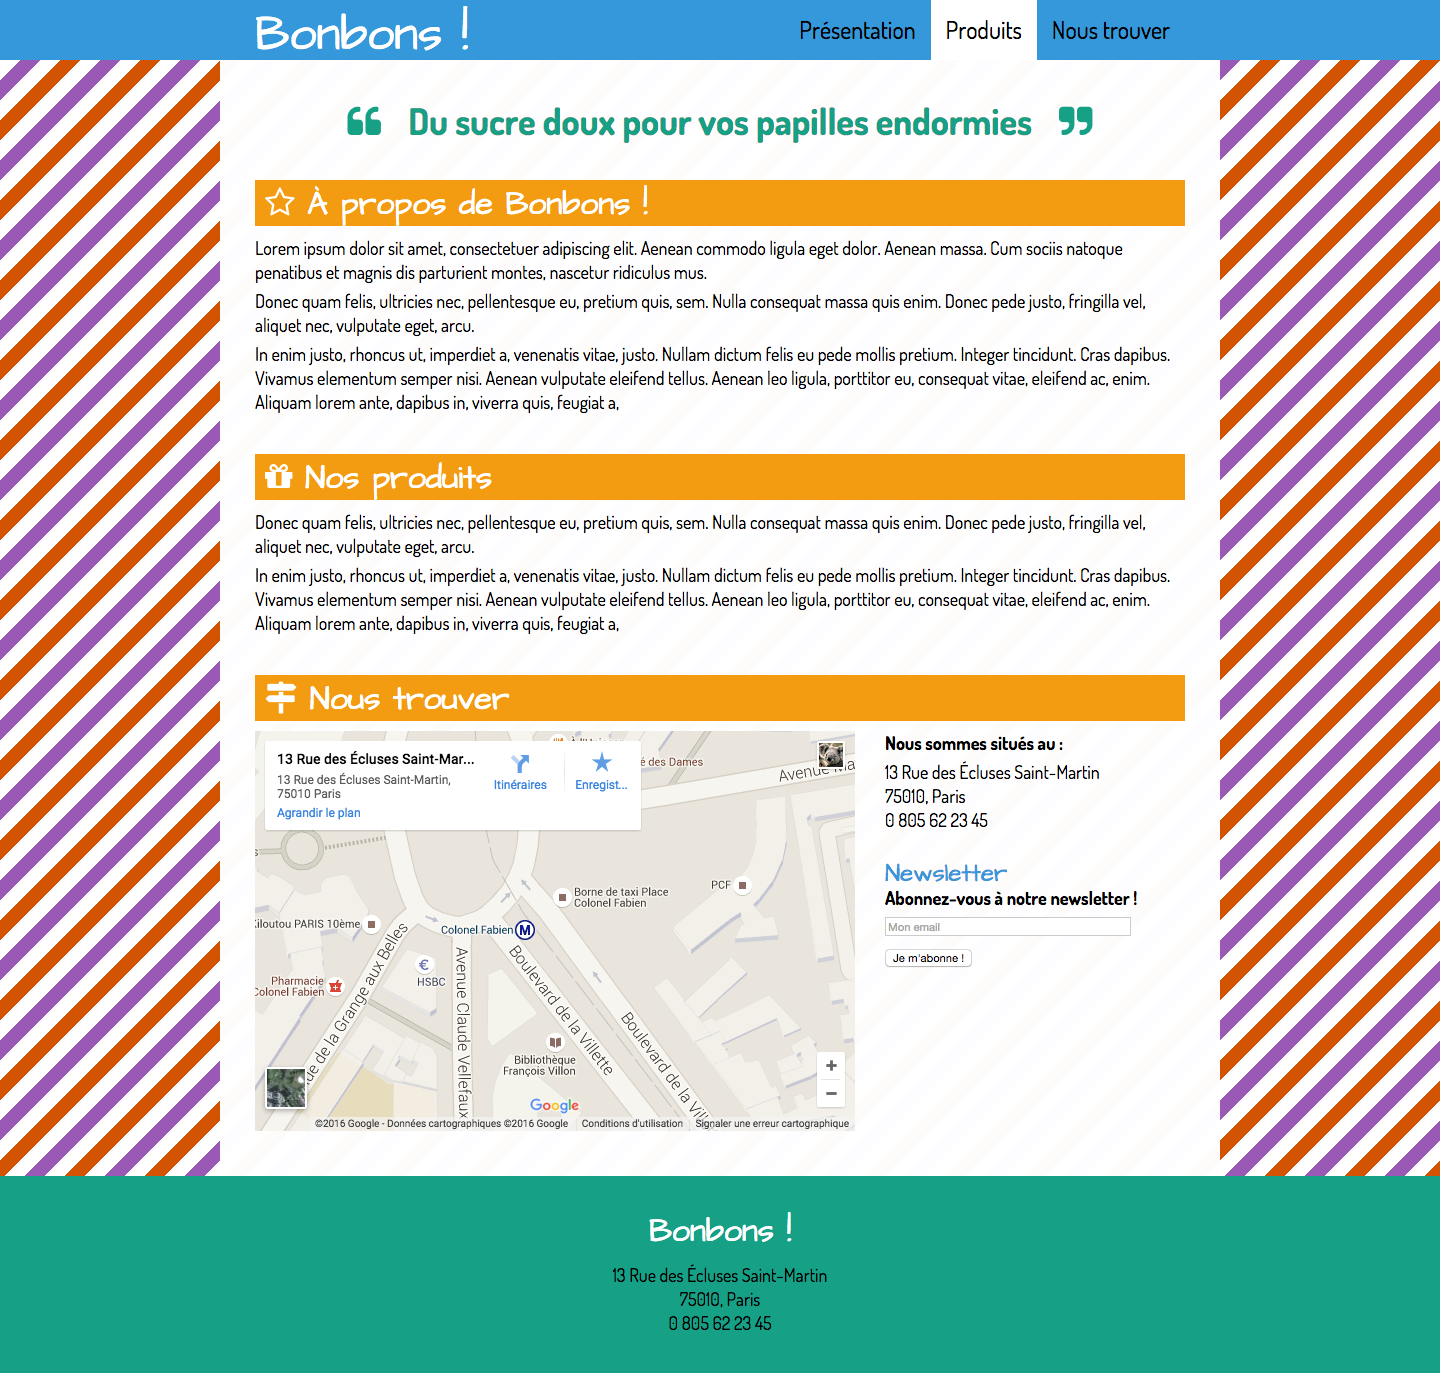 Bonbons !
Présentation
Produits
Nous trouver
Du sucre doux pour vos papilles endormies
À propos de Bonbons !
Lorem ipsum dolor sit amet, consectetuer adipiscing elit. Aenean commodo ligula eget dolor. Aenean massa. Cum sociis natoque
penatibus et magnis dis parturient montes, nascetur ridiculus mus.
Donec quam felis, ultricies nec, pellentesque eu, pretium quis, sem. Nulla consequat massa quis enim. Donec pede justo, fringilla vel,
aliquet nec, vulputate eget, arcu.
In enim justo, rhoncus ut, imperdiet a, venenatis vitae, justo. Nullam dictum felis eu pede mollis pretium. Integer tincidunt. Cras dapibus.
Vivamus elementum semper nisi. Aenean vulputate eleifend tellus. Aenean leo ligula, porttitor eu, consequat vitae, eleifend ac, enim.
Aliquam lorem ante, dapibus in, viverra quis, feugiat a,
Nos produits
Donec quam felis, ultricies nec, pellentesque eu, pretium quis, sem. Nulla consequat massa quis enim. Donec pede justo, fringilla vel,
aliquet nec, vulputate eget, arcu.
In enim justo, rhoncus ut, imperdiet a, venenatis vitae, justo. Nullam dictum felis eu pede mollis pretium. Integer tincidunt. Cras dapibus.
Vivamus elementum semper nisi. Aenean vulputate eleifend tellus. Aenean leo ligula, porttitor eu, consequat vitae, eleifend ac, enim.
Aliquam lorem ante, dapibus in, viverra quis, feugiat a,
Nous trouver
13 Rue des Écluses Saint-Mar...
13 Rue des Écluses Saint-Martin,
75010 Paris
Agrandir le plan
Itinéraires
Enregist...
é des Dames
Avenue Ma
Borne de taxi Place
Colonel Fabien
PCF
Kiloutou PARIS 10ème
Colonel Fabien
M
HSBC
Pharmacie
Colonel Fabien
ue de la Grange aux Belles
Avenue Claude Vellefaux
Boulevard de la Villette
Boulevard de la Vil
Bibliothèque
François Villon
+
−
Google
©2016 Google - Données cartographiques ©2016 Google
Conditions d'utilisation
Signaler une erreur cartographique
Nous sommes situés au :
13 Rue des Écluses Saint-Martin
75010, Paris
0 805 62 23 45
Newsletter
Abonnez-vous à notre newsletter !
Mon email
Je m'abonne !
Bonbons !
13 Rue des Écluses Saint-Martin
75010, Paris
0 805 62 23 45